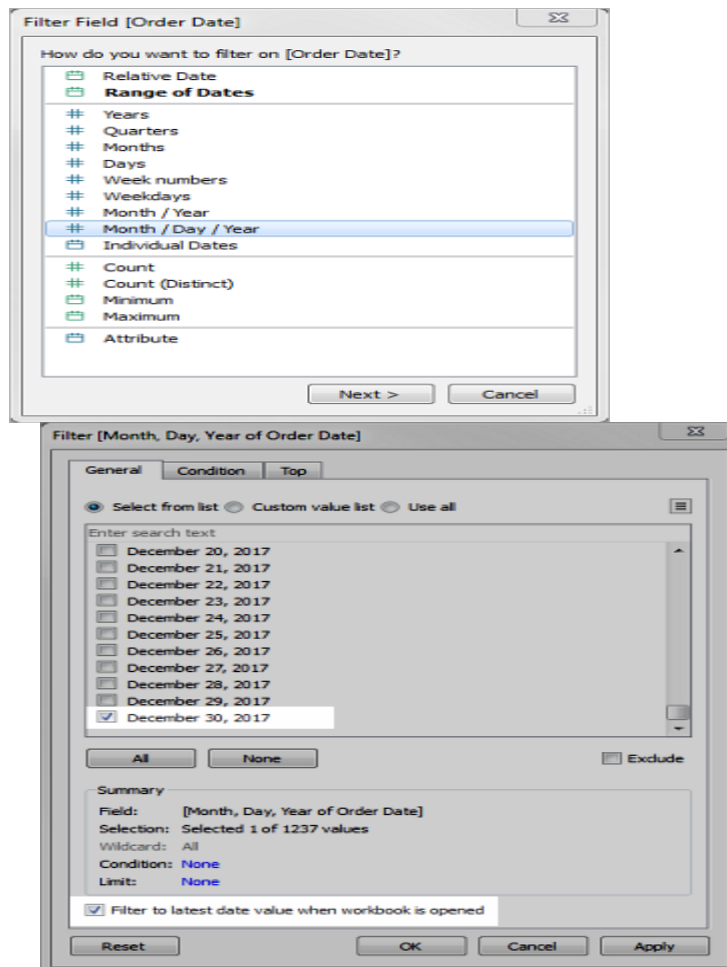 Filter Field [Order Date]
How do you want to filter on [Order Date]?
Relative Date
Range of Dates
Years
Quarters
Months
Days
Week numbers
Weekdays
Month / Year
Month / Day / Year
Individual Dates
Count
Count (Distinct)
Minimum
Maximum
Attribute
Next >
Cancel
Filter [Month, Day, Year of Order Date]
General Condition Top
Select from list Custom value list Use all
Enter search text
December 20, 2017
December 21, 2017
December 22, 2017
December 23, 2017
December 24, 2017
December 25, 2017
December 26, 2017
December 27, 2017
December 28, 2017
December 29, 2017
December 30, 2017
All None Exclude
Summary
Field: [Month, Day, Year of Order Date]
Selection: Selected 1 of 1237 values
Wildcard: All
Condition: None
Limit: None
Filter to latest date value when workbook is opened
Reset OK Cancel Apply